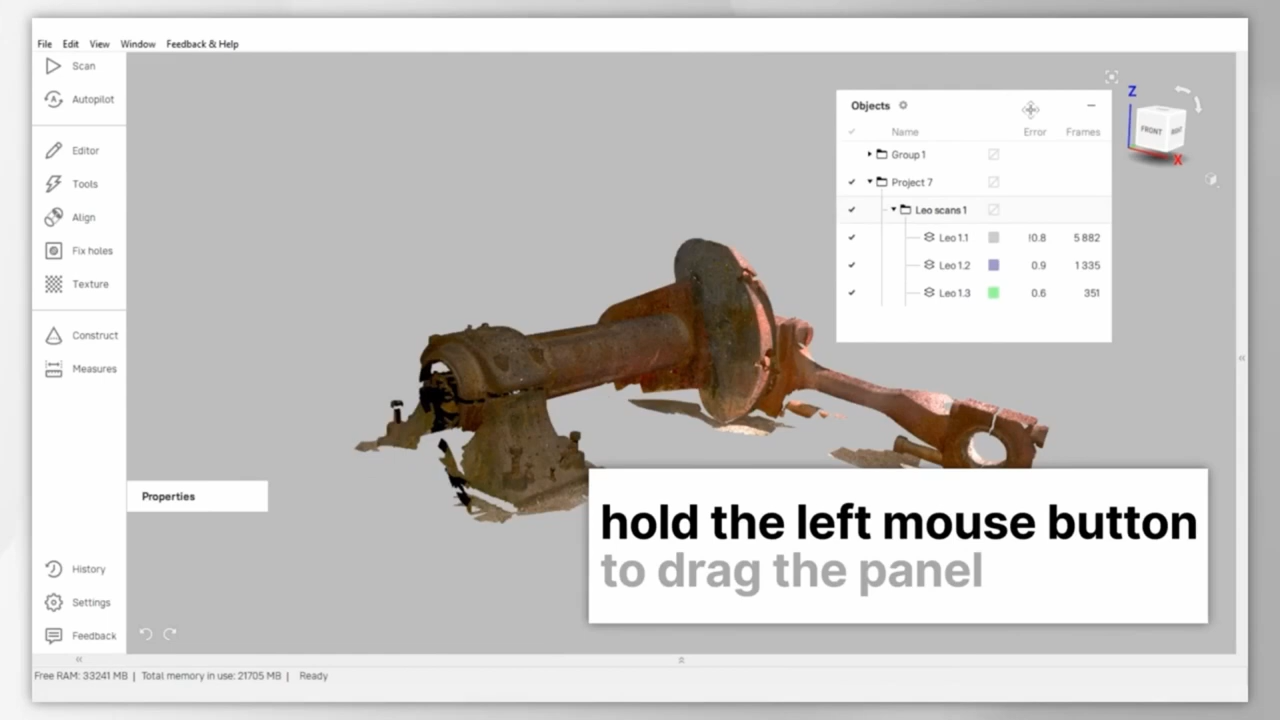 File Edit View Window Feedback & Help
Scan
Autopilot
Editor
Tools
Align
Fix holes
Texture
Construct
Measures
Properties
History
Settings
Feedback
Objects
Name Error Frames
Group 1
Project 7
Leo scans 1
Leo 1.1 !0.8 5 882
Leo 1.2 0.9 1 335
Leo 1.3 0.6 351
Z
FRONT
X
hold the left mouse button
to drag the panel
Free RAM: 33241 MB | Total memory in use: 21705 MB | Ready